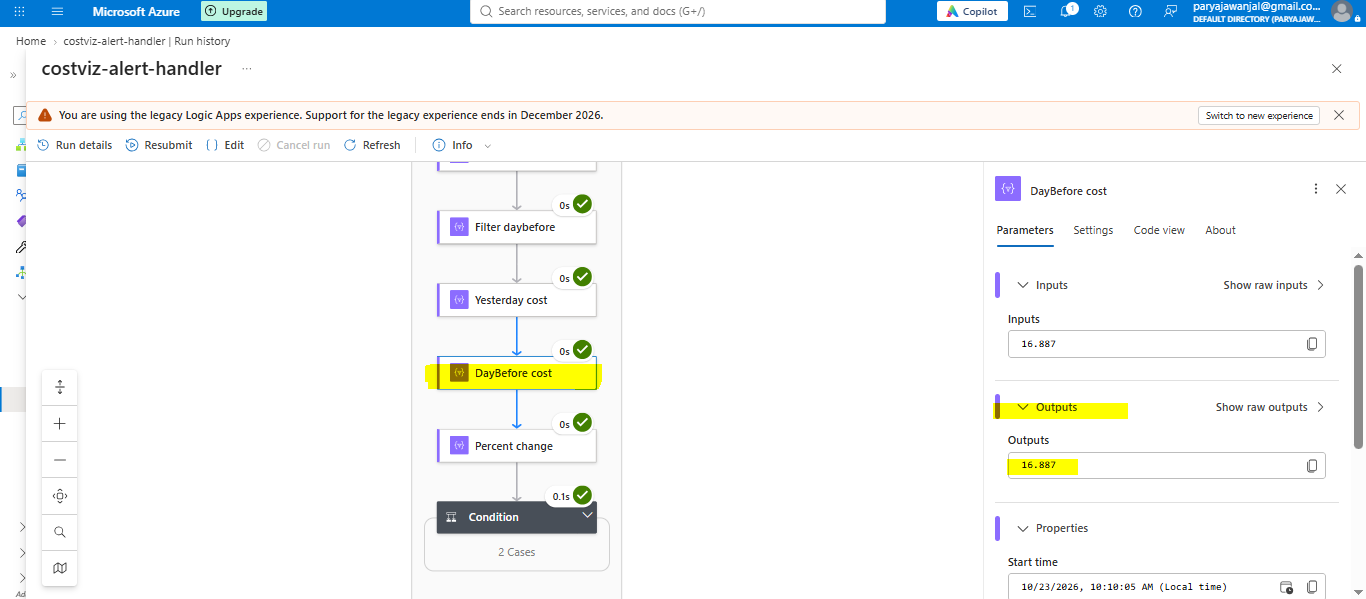 Microsoft Azure
Upgrade
Search resources, services, and docs (G+/)
Copilot
1
paryajawanjal@gmail.co...
DEFAULT DIRECTORY (PARYAJAW...
Home > costviz-alert-handler | Run history
costviz-alert-handler ...
You are using the legacy Logic Apps experience. Support for the legacy experience ends in December 2026.
Switch to new experience
Run details
Resubmit
Edit
Cancel run
Refresh
Info
0s
Filter daybefore
0s
Yesterday cost
0s
DayBefore cost
0s
Percent change
0.1s
Condition
2 Cases
Ad
DayBefore cost
Parameters
Settings
Code view
About
Inputs
Show raw inputs
Inputs
16.887
Outputs
Show raw outputs
Outputs
16.887
Properties
Start time
10/23/2026, 10:10:05 AM (Local time)